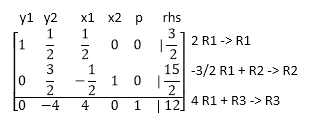 y1 y2 x1 x2 p rhs
1 1/2 1/2 0 0 | 3/2 2 R1 -> R1
0 3/2 -1/2 1 0 | 15/2 -3/2 R1 + R2 -> R2
0 -4 4 0 1 | 12 4 R1 + R3 -> R3